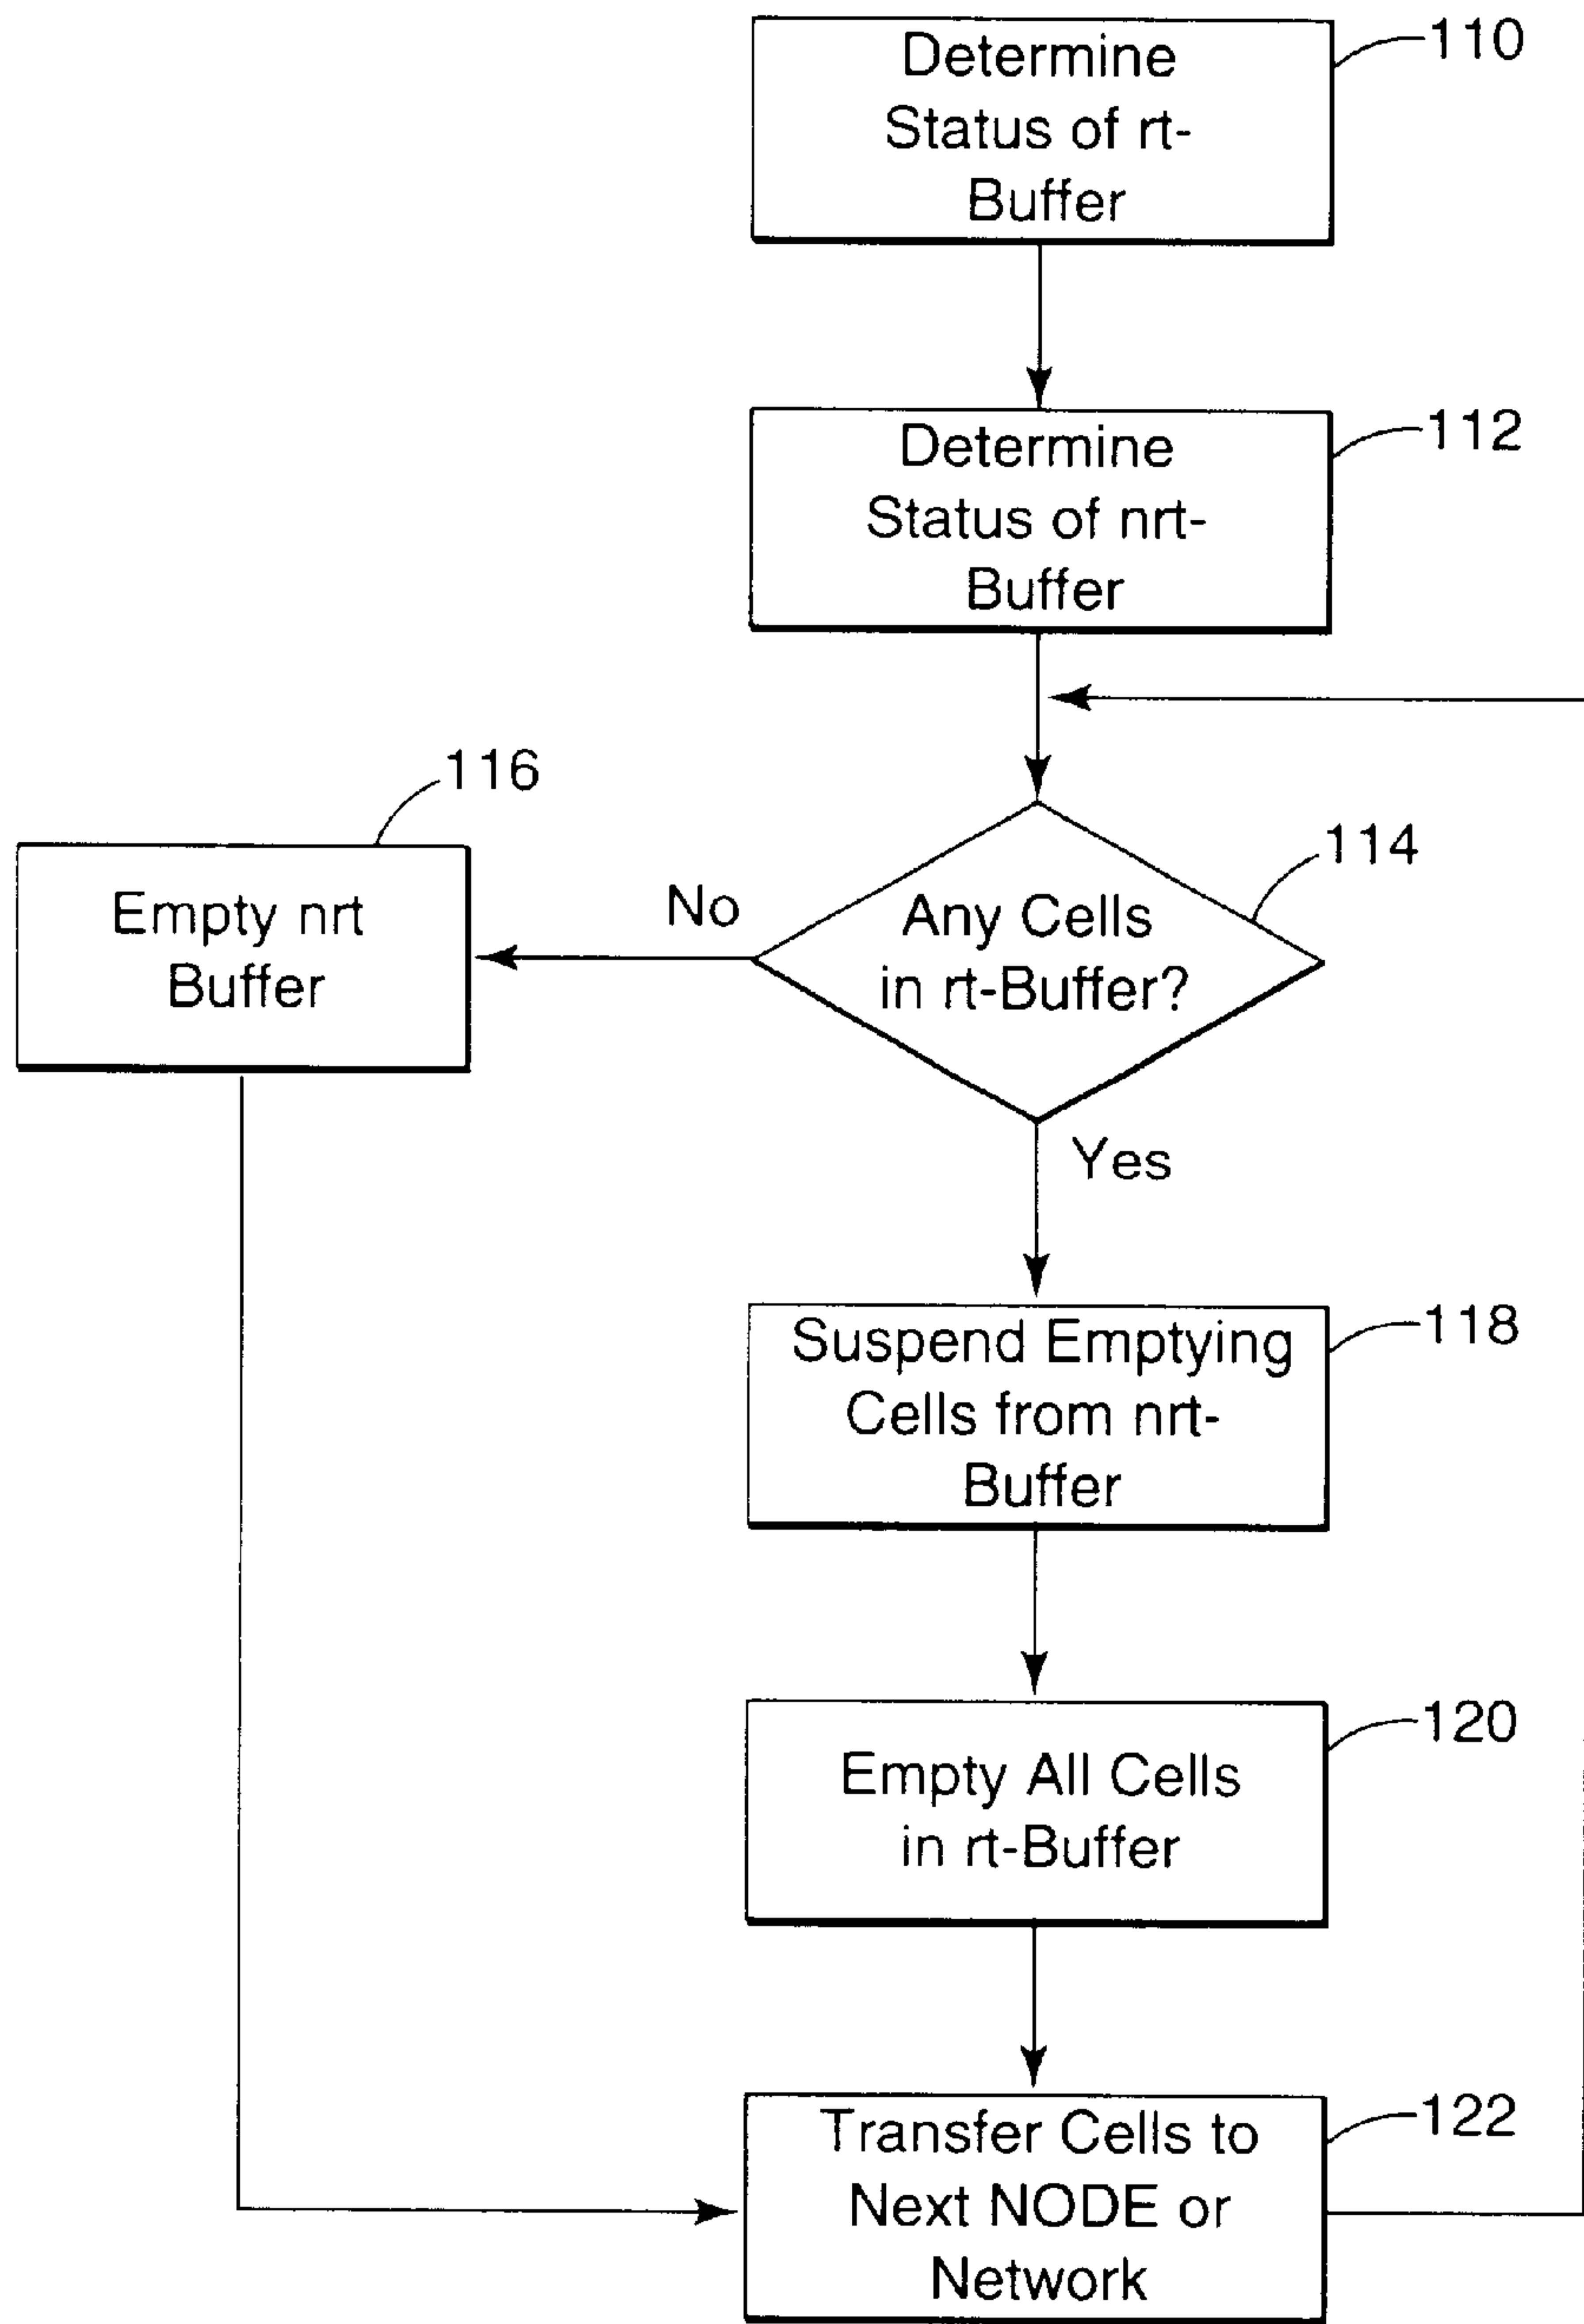 Determine
Status of rt-
Buffer
110
Determine
Status of nrt-
Buffer
112
116
Empty nrt
Buffer
No
Any Cells
in rt-Buffer?
114
Yes
Suspend Emptying
Cells from nrt-
Buffer
118
Empty All Cells
in rt-Buffer
120
Transfer Cells to
Next NODE or
Network
122